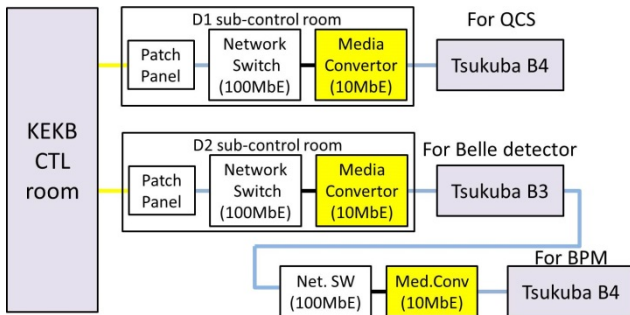 D1 sub-control room
For QCS
Patch
Panel
Network
Switch
(100MbE)
Media
Convertor
(10MbE)
Tsukuba B4
KEKB
CTL
room
D2 sub-control room
For Belle detector
Patch
Panel
Network
Switch
(100MbE)
Media
Convertor
(10MbE)
Tsukuba B3
For BPM
Net. SW
(100MbE)
Med.Conv
(10MbE)
Tsukuba B4